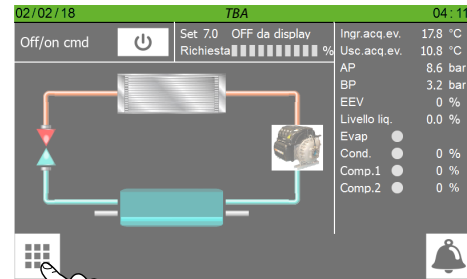 02/02/18 TBA 04:11
Off/on cmd
Set 7.0 OFF da display
Richiesta %
Ingr.acq.ev. 17.8 °C
Usc.acq.ev. 10.8 °C
AP 8.6 bar
BP 3.2 bar
EEV 0 %
Livello liq. 0.0 %
Evap
Cond. 0 %
Comp.1 0 %
Comp.2 0 %